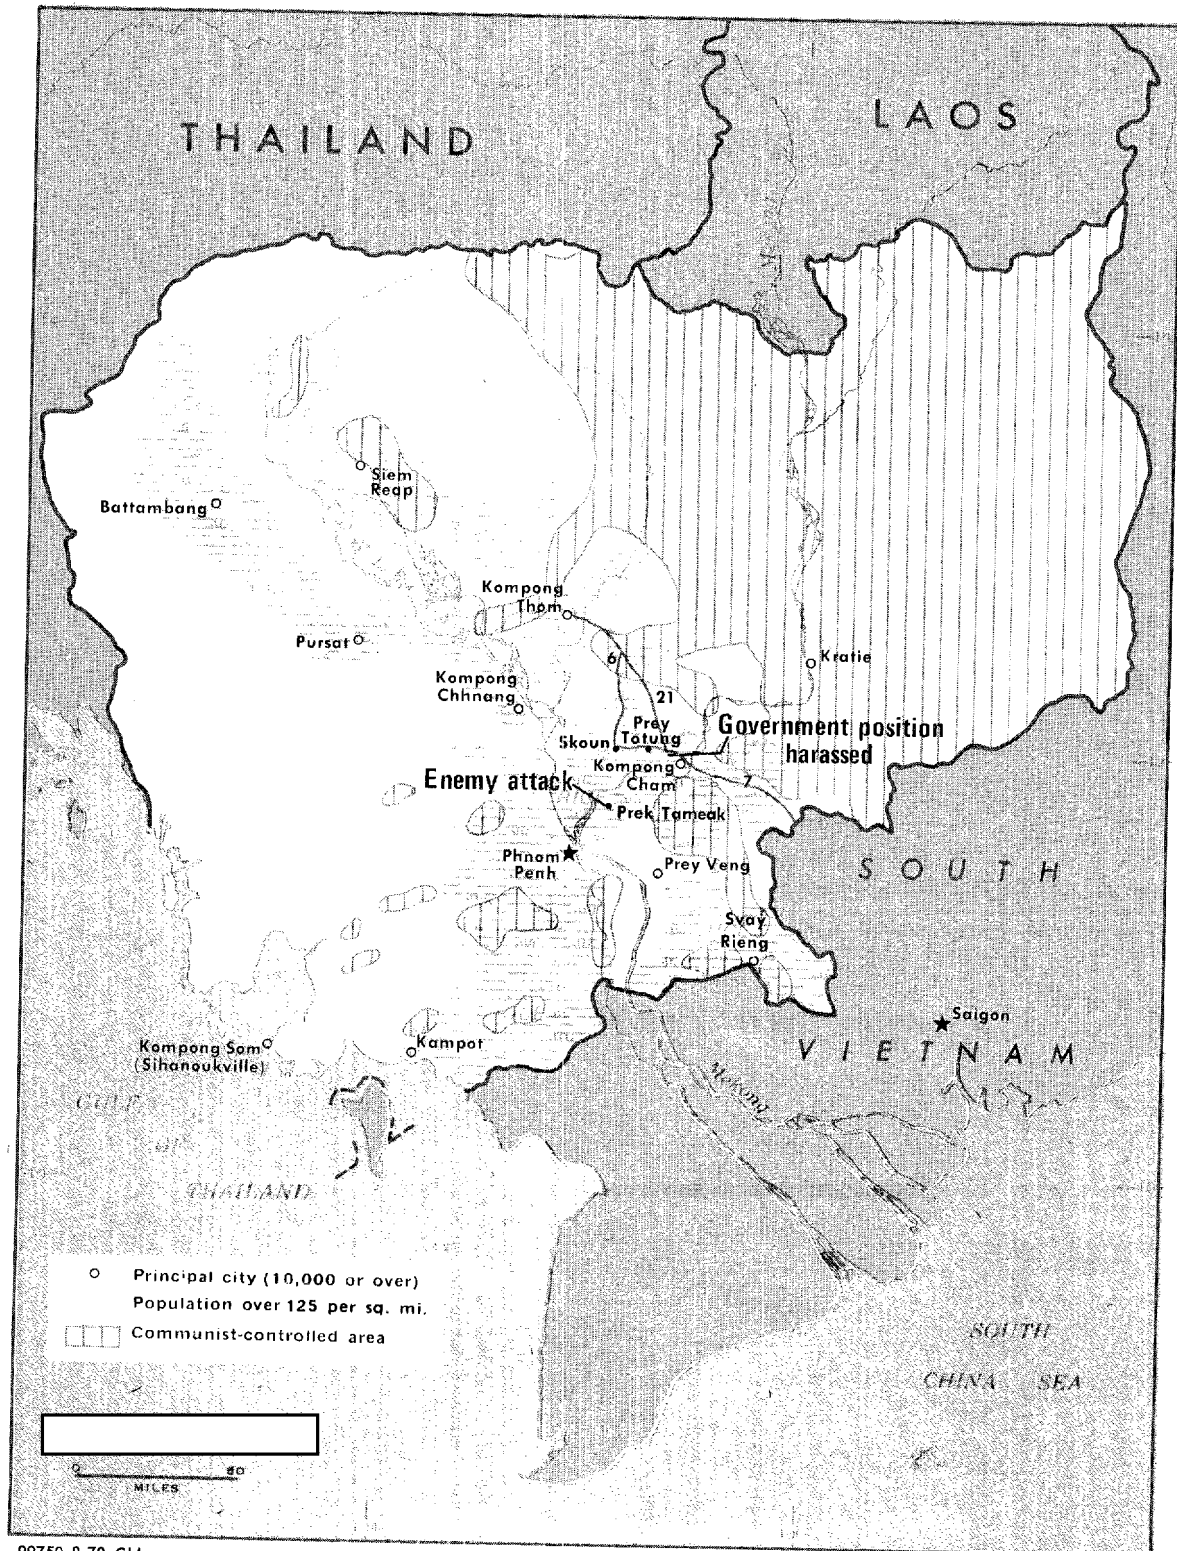 THAILAND
LAOS
Siem
Reap
Battambang
Kompong
Thom
Pursat
Kratie
6
Kompong
Chhnang
21
Prey
Totung
Skoun
Government position
harassed
Kompong
Cham
7
Enemy attack
Prek Tameak
Phnom
Penh
Prey Veng
SOUTH
Svay
Rieng
Saigon
VIETNAM
Kompong Som
(Sihanoukville)
Kampot
Mekong
GULF
OF
THAILAND
Principal city (10,000 or over)
Population over 125 per sq. mi.
Communist-controlled area
SOUTH
CHINA SEA
0
MILES